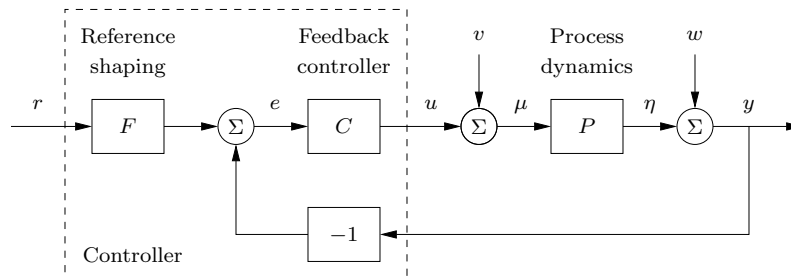 Reference
shaping
Feedback
controller
v
Process
dynamics
w
r
F
Σ
e
C
u
Σ
μ
P
η
Σ
y
−1
Controller